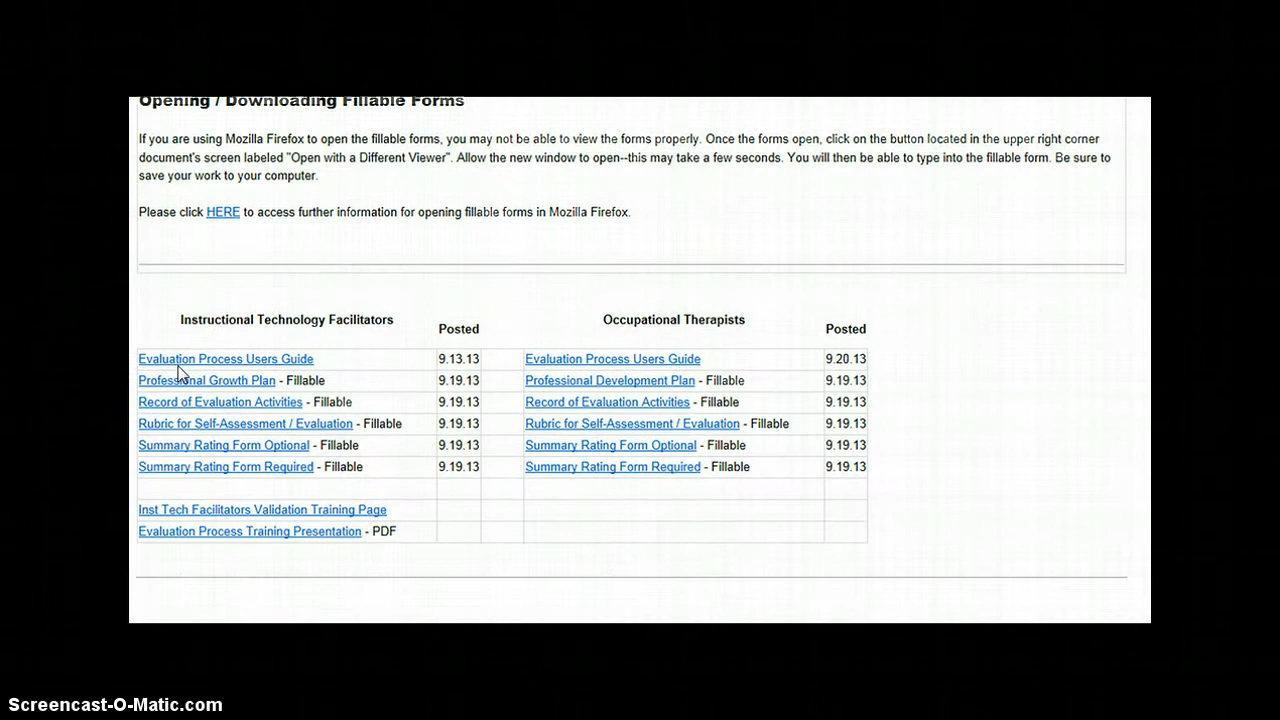 Opening / Downloading Fillable Forms
If you are using Mozilla Firefox to open the fillable forms, you may not be able to view the forms properly. Once the forms open, click on the button located in the upper right corner
document's screen labeled "Open with a Different Viewer". Allow the new window to open--this may take a few seconds. You will then be able to type into the fillable form. Be sure to
save your work to your computer.
Please click HERE to access further information for opening fillable forms in Mozilla Firefox.
Instructional Technology Facilitators Posted Occupational Therapists Posted
Evaluation Process Users Guide 9.13.13 Evaluation Process Users Guide 9.20.13
Professional Growth Plan - Fillable 9.19.13 Professional Development Plan - Fillable 9.19.13
Record of Evaluation Activities - Fillable 9.19.13 Record of Evaluation Activities - Fillable 9.19.13
Rubric for Self-Assessment / Evaluation - Fillable 9.19.13 Rubric for Self-Assessment / Evaluation - Fillable 9.19.13
Summary Rating Form Optional - Fillable 9.19.13 Summary Rating Form Optional - Fillable 9.19.13
Summary Rating Form Required - Fillable 9.19.13 Summary Rating Form Required - Fillable 9.19.13
Inst Tech Facilitators Validation Training Page
Evaluation Process Training Presentation - PDF
Screencast-O-Matic.com